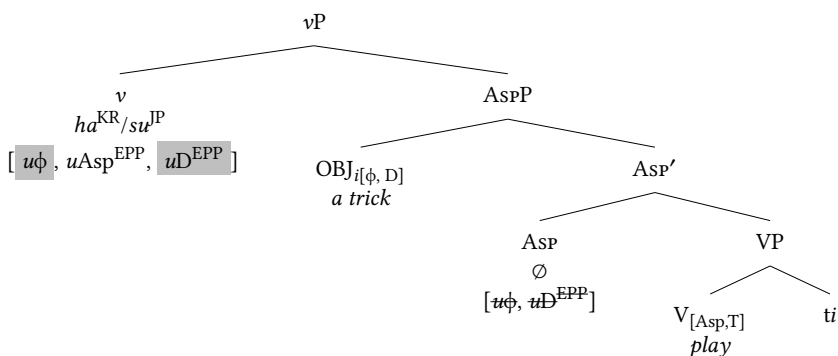 vP
v
AspP
ha^KR/su^JP
[ uϕ , uAsp^EPP, uD^EPP ]
OBJ_i[ϕ, D]
Asp′
a trick
Asp
VP
∅
[uϕ, uD^EPP]
V_[Asp,T]
ti
play